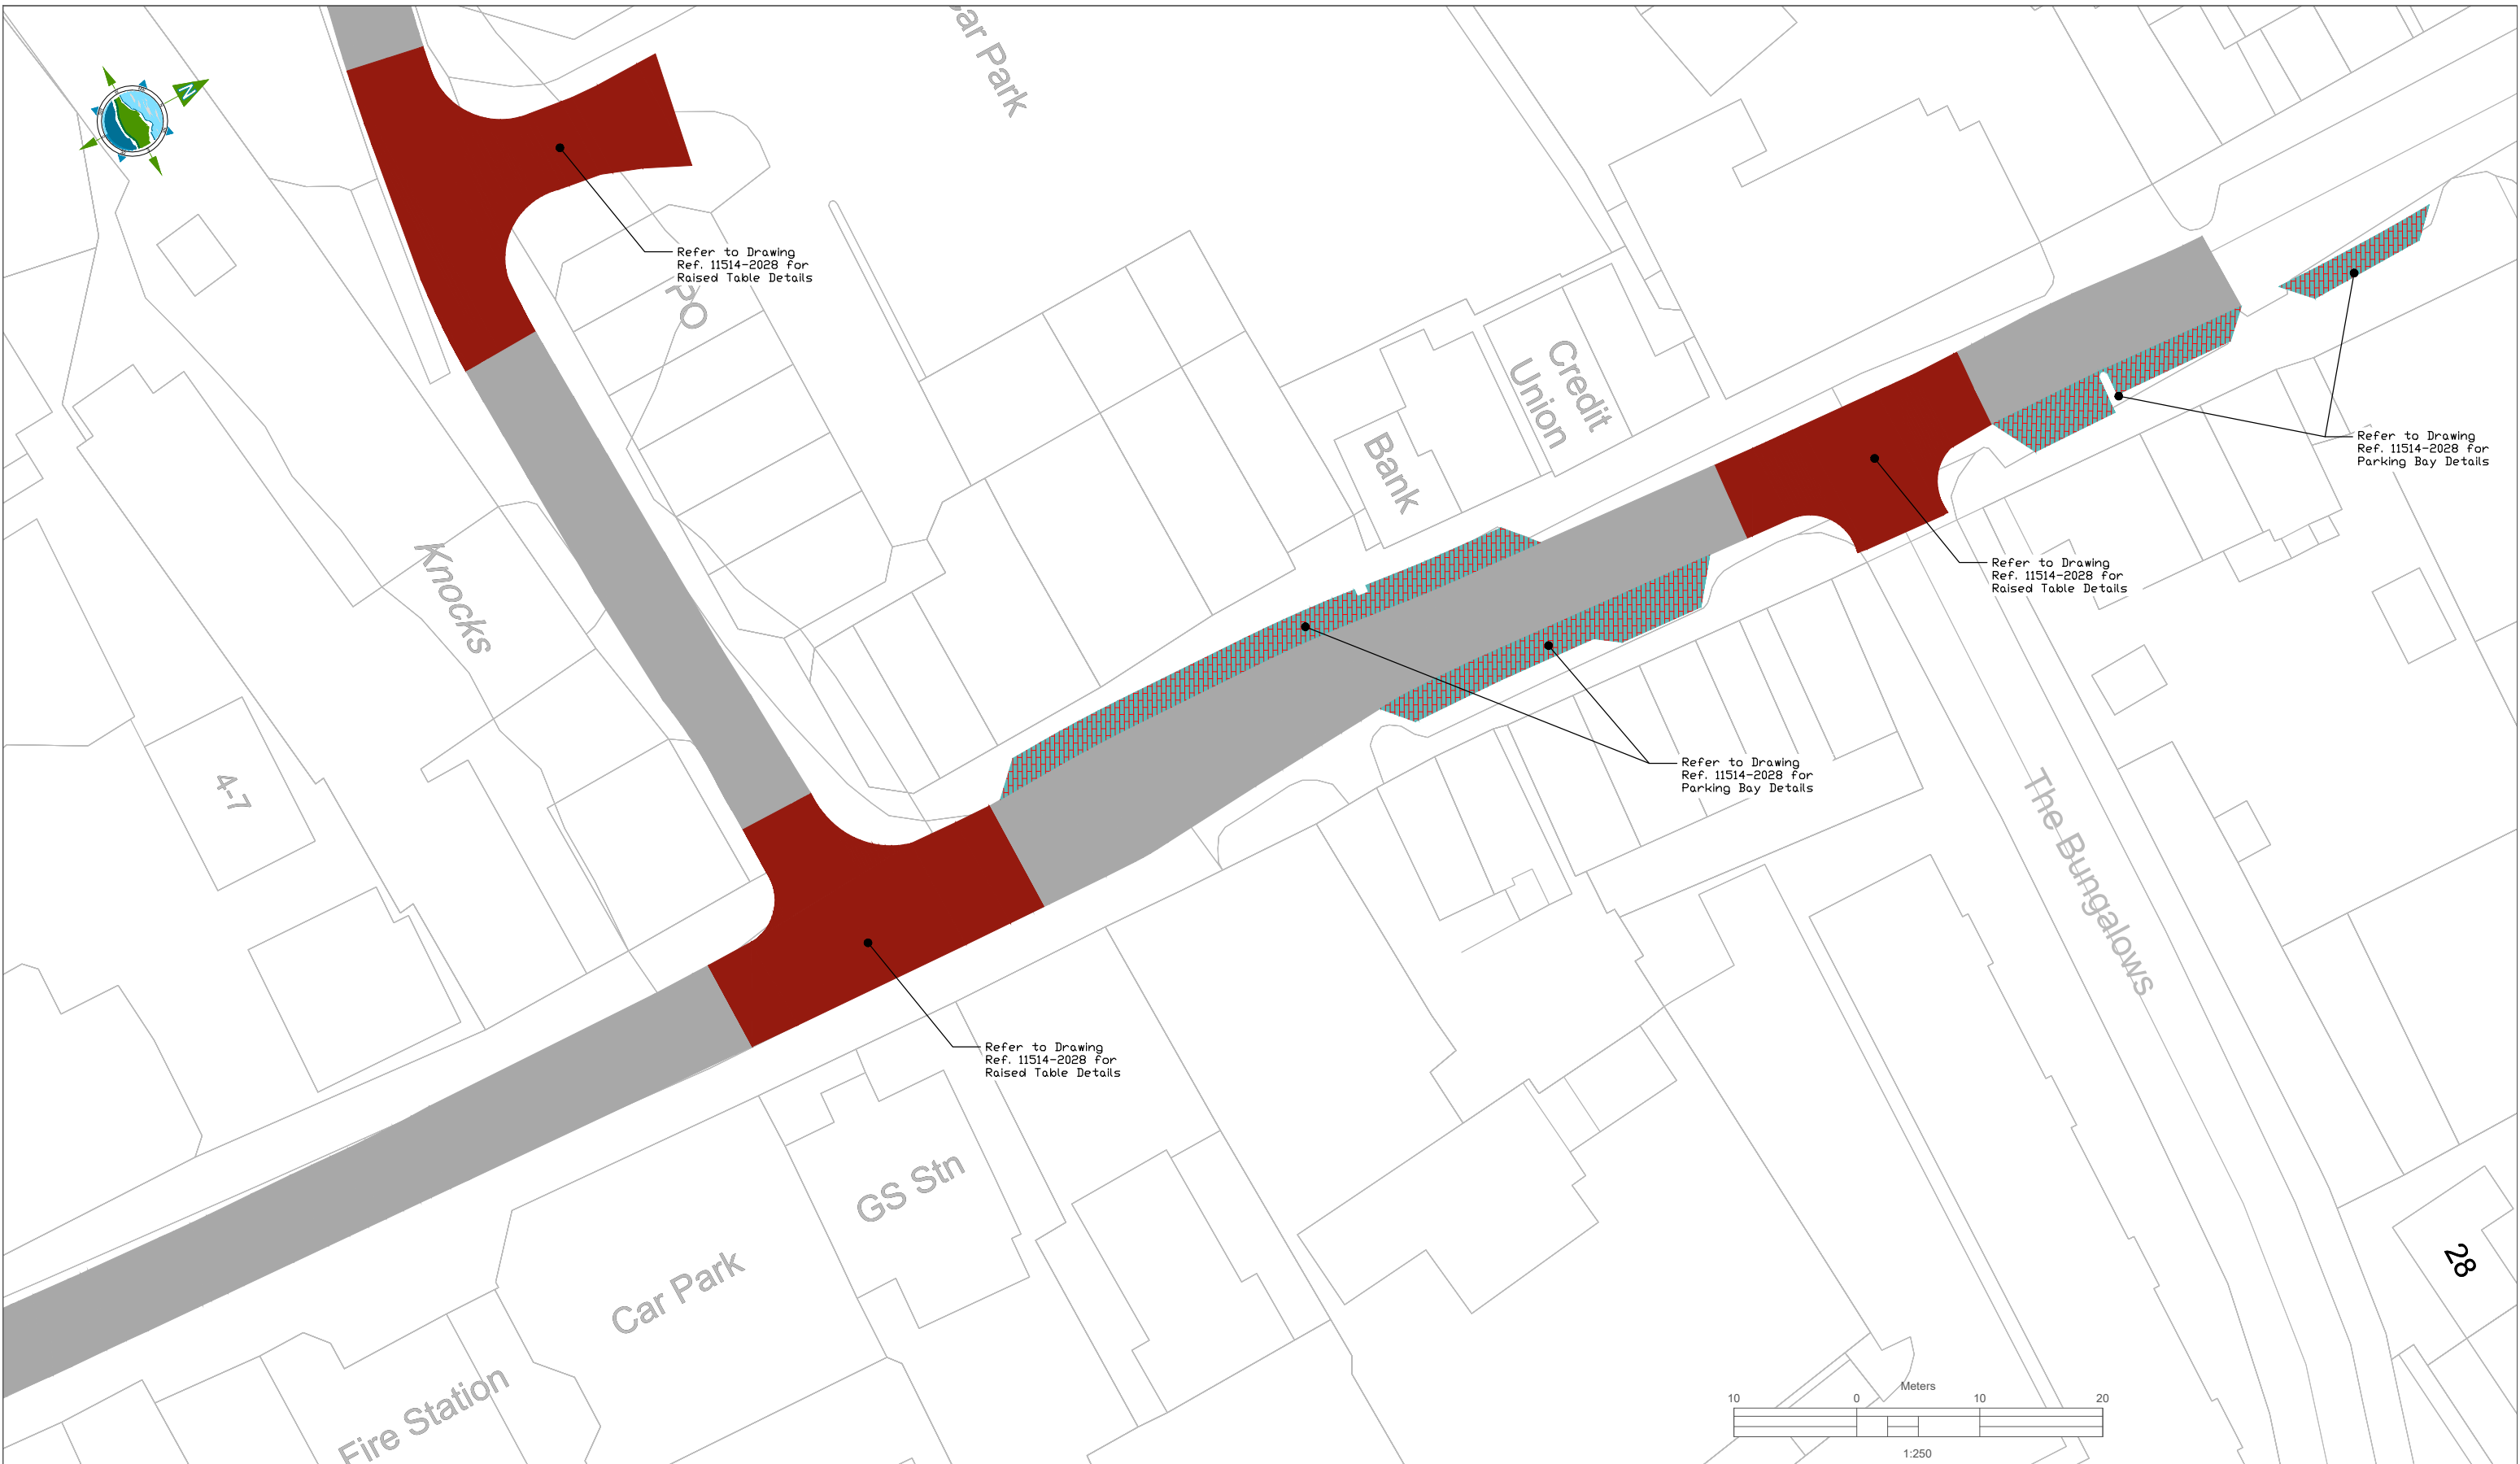 Car Park
N
Refer to Drawing
Ref. 11514-2028 for
Raised Table Details
PO
Credit
Union
Bank
Refer to Drawing
Ref. 11514-2028 for
Parking Bay Details
Knocks
Refer to Drawing
Ref. 11514-2028 for
Raised Table Details
4-7
Refer to Drawing
Ref. 11514-2028 for
Parking Bay Details
The Bungalows
Refer to Drawing
Ref. 11514-2028 for
Raised Table Details
GS Stn
Car Park
28
Fire Station
Meters
10 0 10 20
1:250